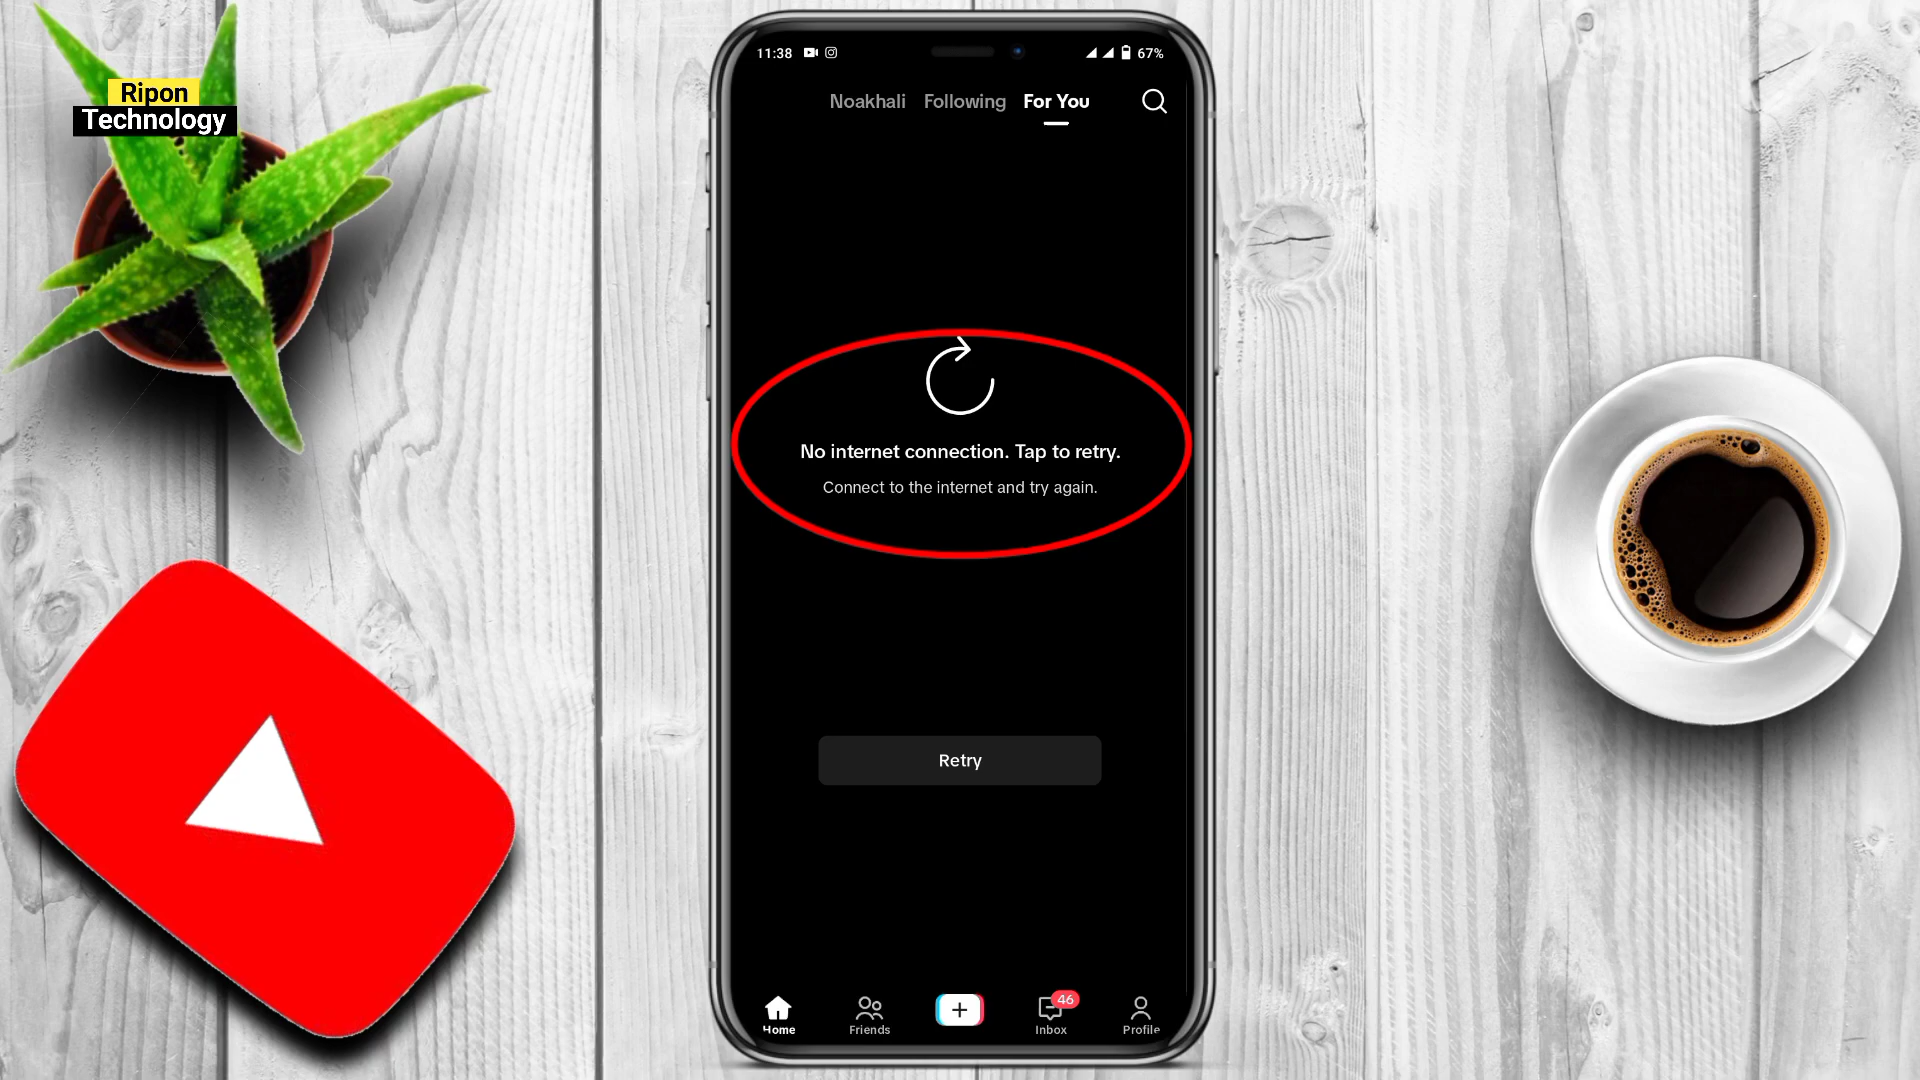 Ripon
Technology
11:38
67%
Noakhali Following For You
No internet connection. Tap to retry.
Connect to the internet and try again.
Retry
46
Home Friends Inbox Profile